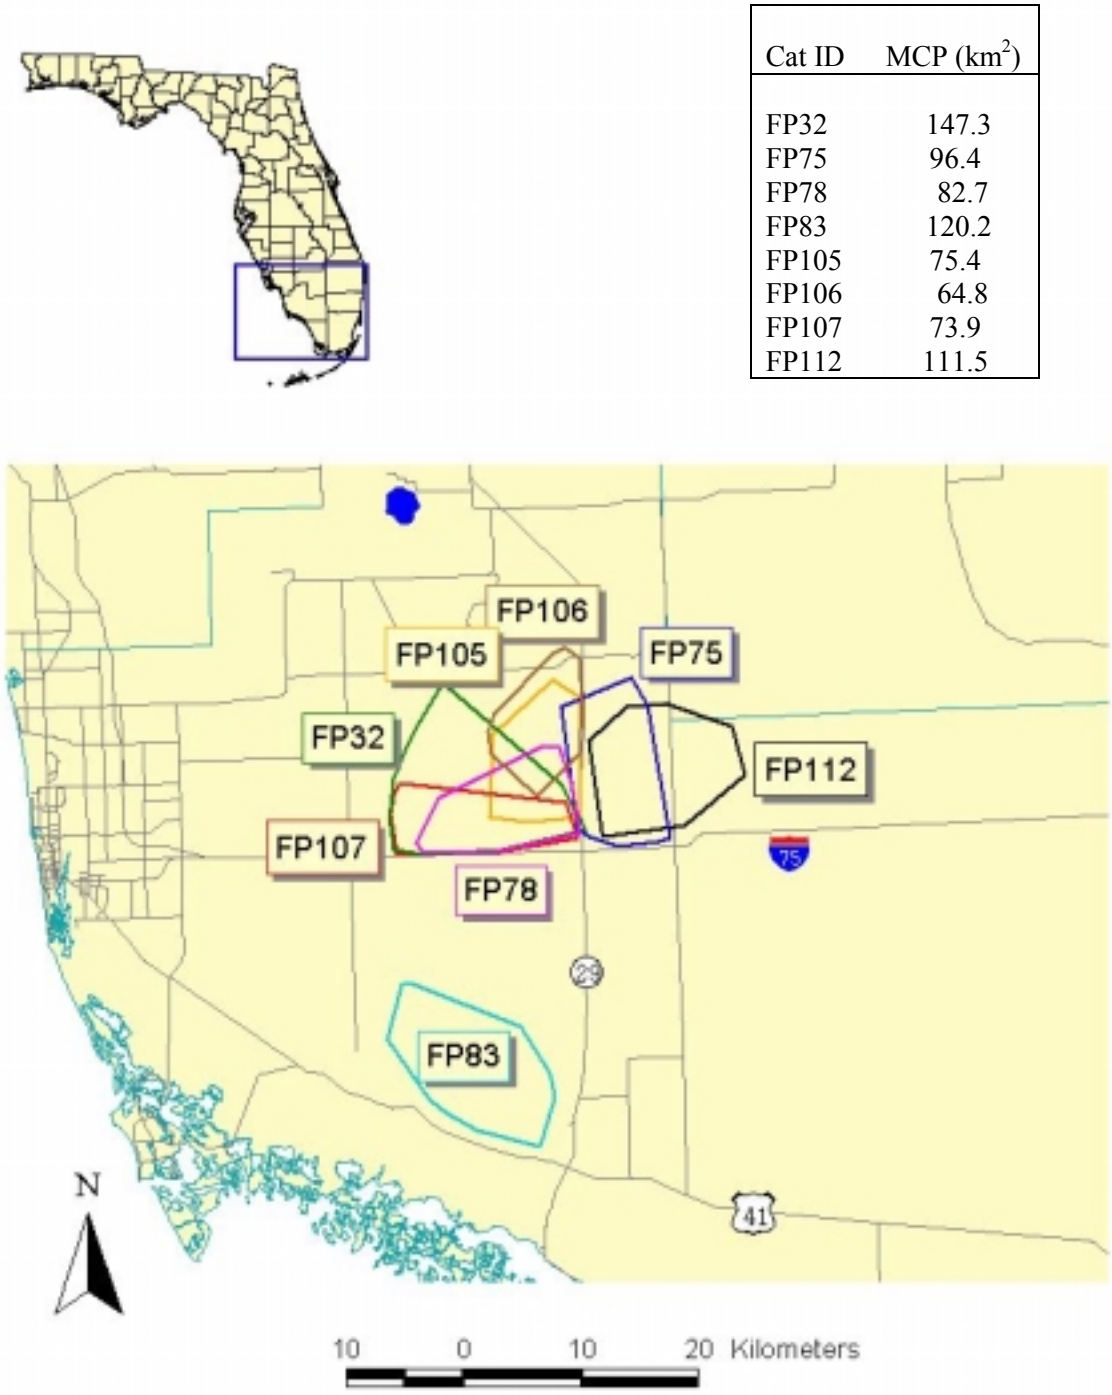 Cat ID MCP (km²)
FP32 147.3
FP75 96.4
FP78 82.7
FP83 120.2
FP105 75.4
FP106 64.8
FP107 73.9
FP112 111.5
FP106
FP105
FP75
FP32
FP112
FP107
75
FP78
29
FP83
N
41
10 0 10 20 Kilometers